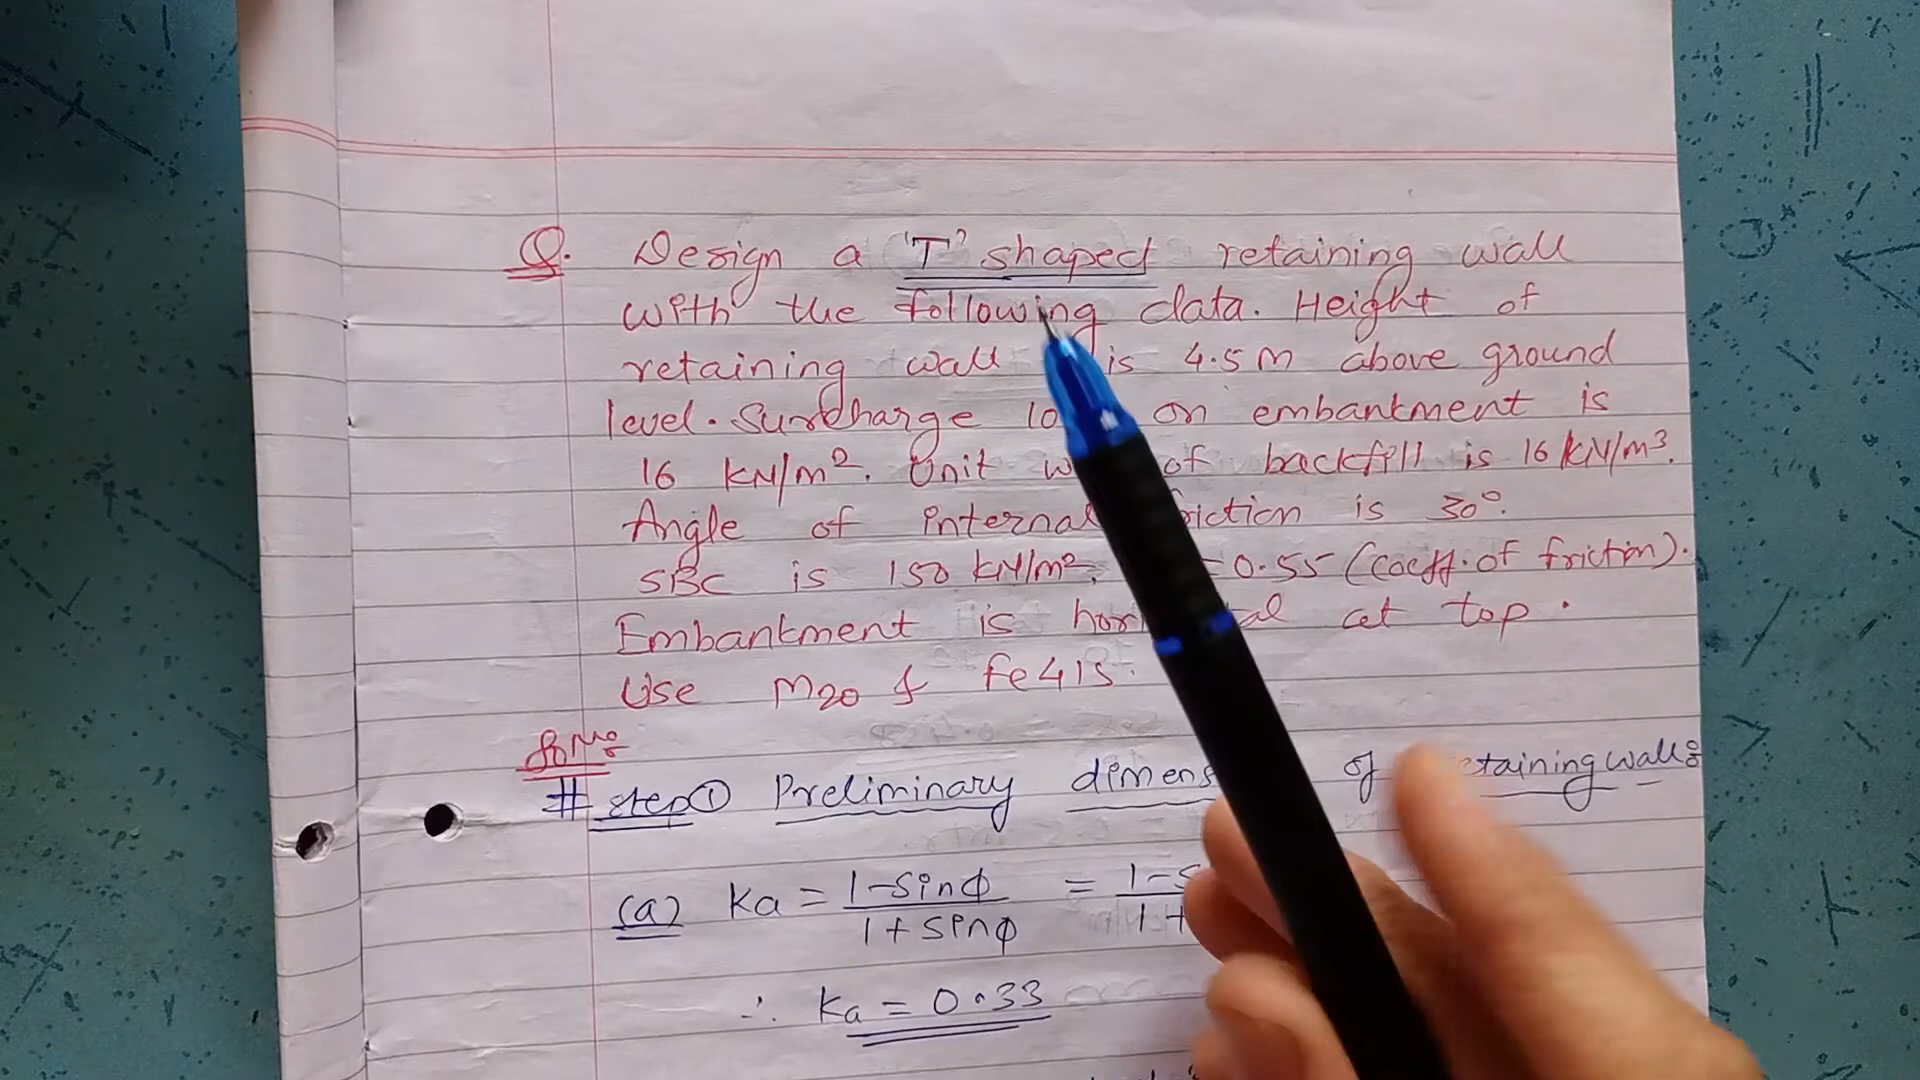 Q. Design a 'T' shaped retaining wall
with the following data. Height of
retaining wall is 4.5m above ground
level. Surcharge on embankment is
16 KN/m². Unit of backfill is 16 kN/m³.
Angle of internal is 30°.
SBC is 150 kN/m². =0.55 (coeff. of friction).
Embankment is at top.
Use M20 & Fe415.
Soln:
# step① Preliminary of wall:
(a) Ka = 1-sinφ / 1+sinφ = 1-s / 1+
∴ Ka = 0.33